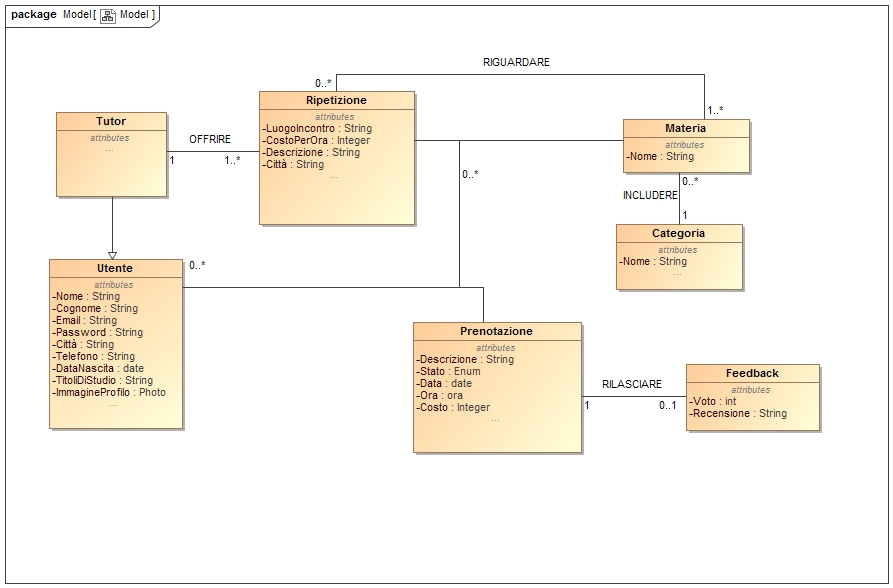 package Model [ Model ]
RIGUARDARE
0..*
1..*
Ripetizione
attributes
-LuogoIncontro : String
-CostoPerOra : Integer
-Descrizione : String
-Città : String
...
Tutor
attributes
...
OFFRIRE
1
1..*
Materia
attributes
-Nome : String
0..*
0..*
INCLUDERE
1
Categoria
attributes
-Nome : String
...
Utente
attributes
-Nome : String
-Cognome : String
-Email : String
-Password : String
-Città : String
-Telefono : String
-DataNascita : date
-TitoliDiStudio : String
-ImmagineProfilo : Photo
...
0..*
Prenotazione
attributes
-Descrizione : String
-Stato : Enum
-Data : date
-Ora : ora
-Costo : Integer
...
RILASCIARE
1
0..1
Feedback
attributes
-Voto : int
-Recensione : String